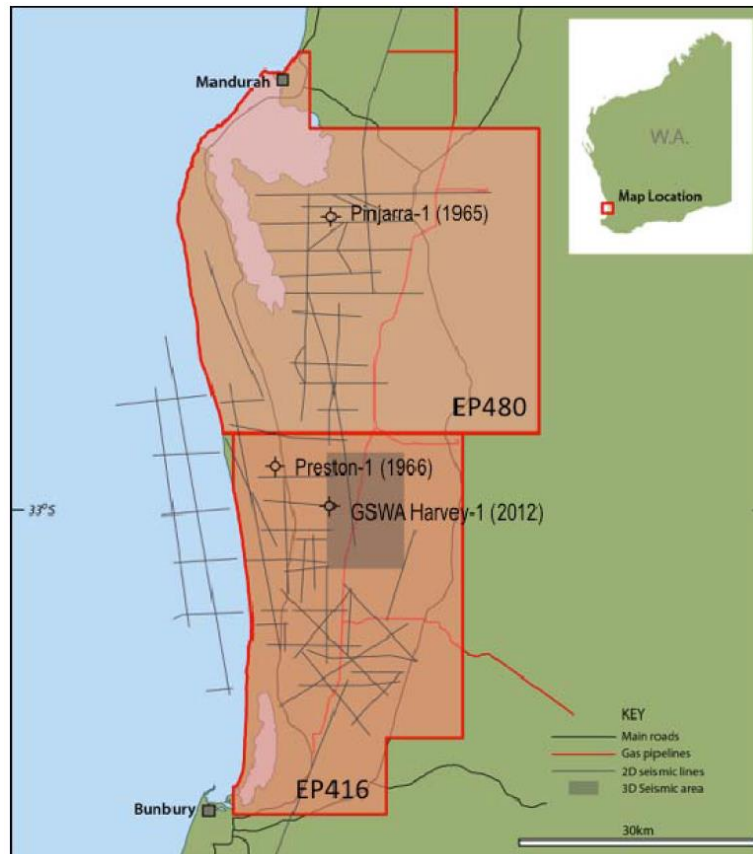 Mandurah
W.A.
Map Location
Pinjarra-1 (1965)
EP480
Preston-1 (1966)
33°S
GSWA Harvey-1 (2012)
KEY
Main roads
Gas pipelines
2D seismic lines
3D Seismic area
EP416
Bunbury
30km